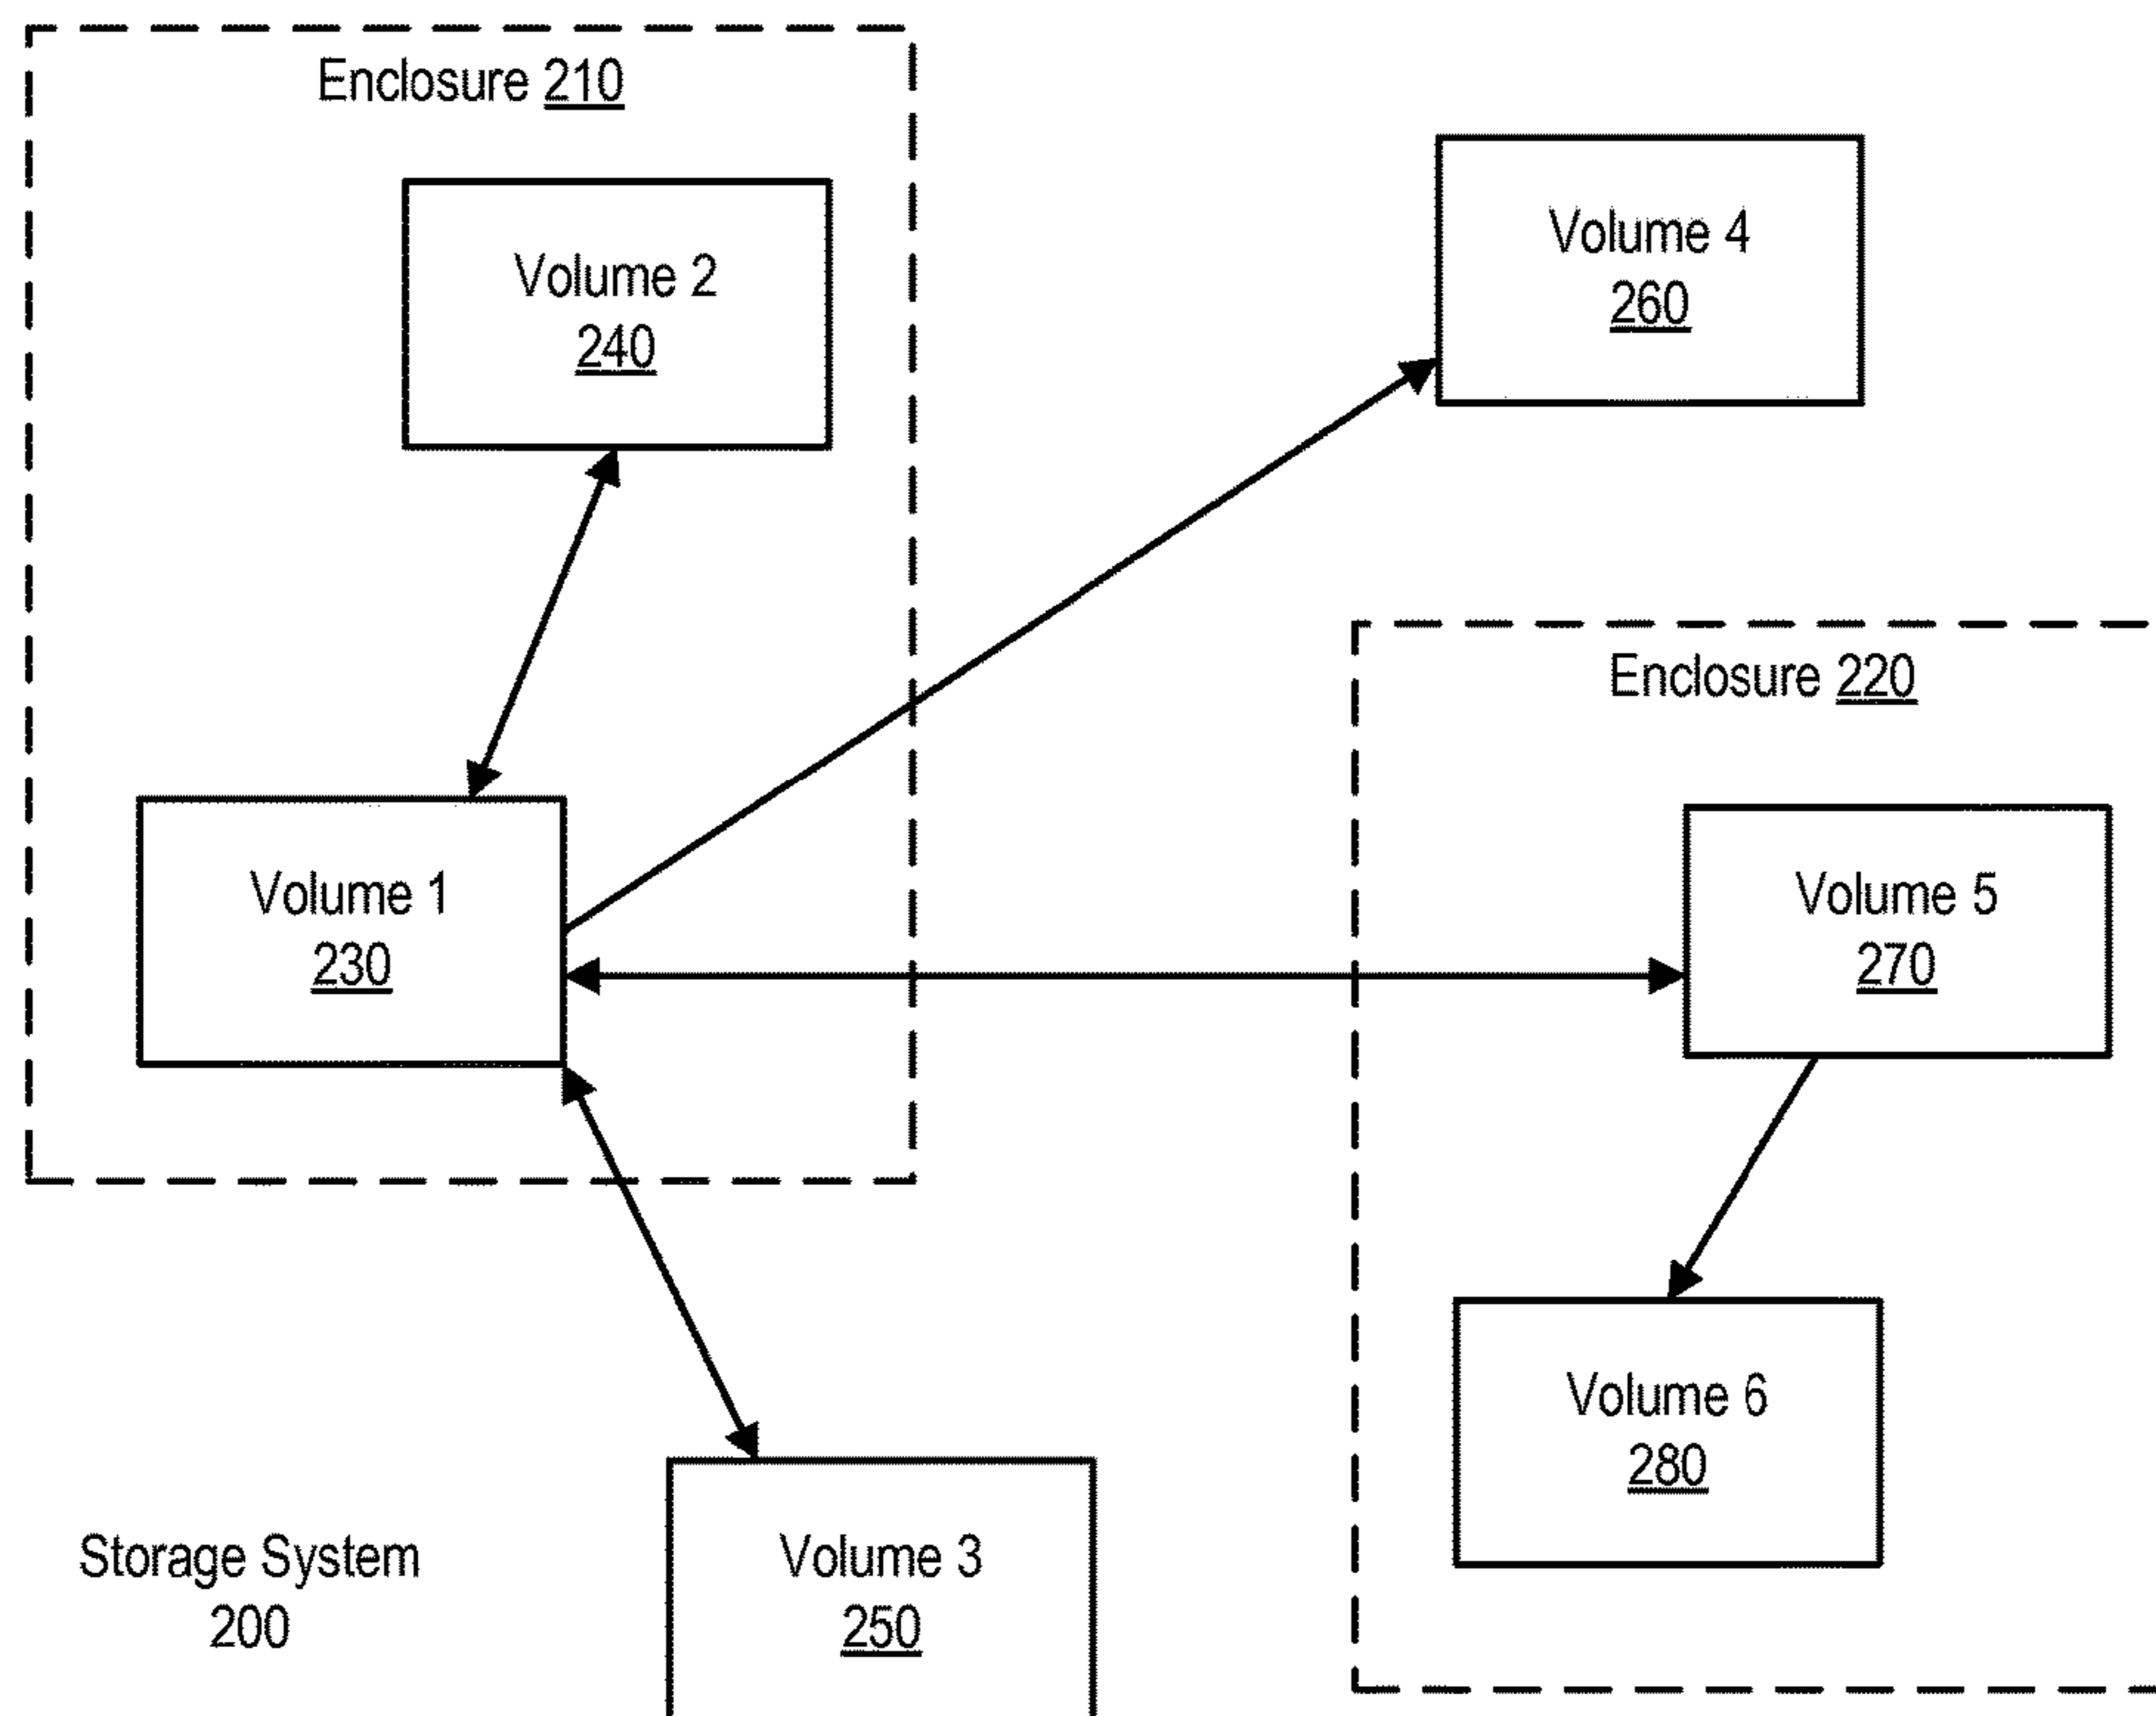 Enclosure 210
Volume 2
240
Volume 4
260
Enclosure 220
Volume 1
230
Volume 5
270
Volume 6
280
Storage System
200
Volume 3
250